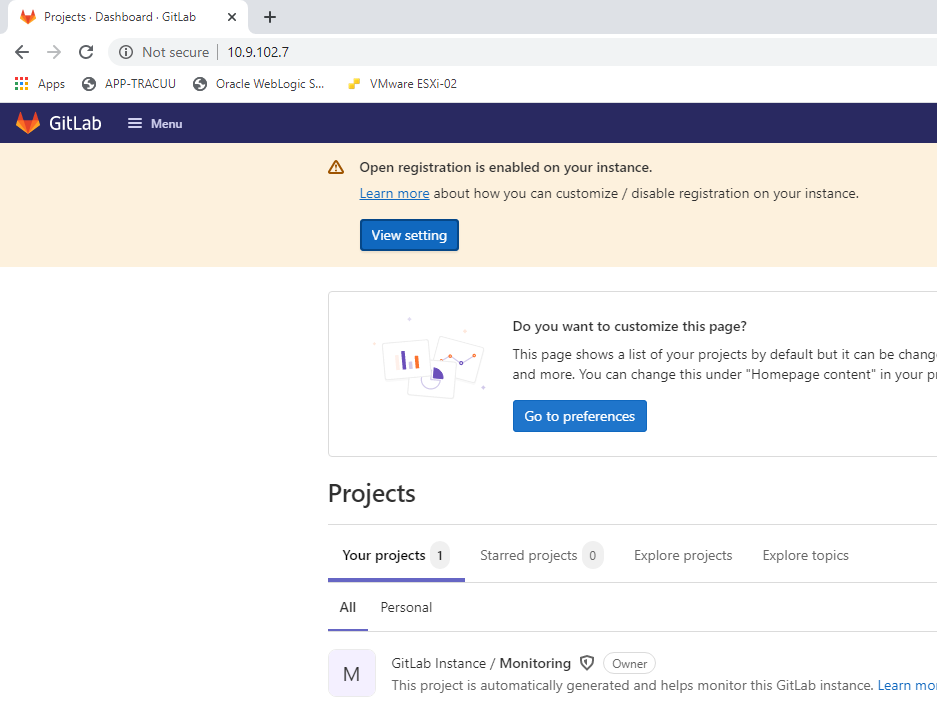 Projects · Dashboard · GitLab
Not secure | 10.9.102.7
Apps APP-TRACUU Oracle WebLogic S... VMware ESXi-02
GitLab Menu
Open registration is enabled on your instance.
Learn more about how you can customize / disable registration on your instance.
View setting
Do you want to customize this page?
This page shows a list of your projects by default but it can be chang
and more. You can change this under "Homepage content" in your p
Go to preferences
Projects
Your projects 1 Starred projects 0 Explore projects Explore topics
All Personal
M
GitLab Instance / Monitoring Owner
This project is automatically generated and helps monitor this GitLab instance. Learn mo